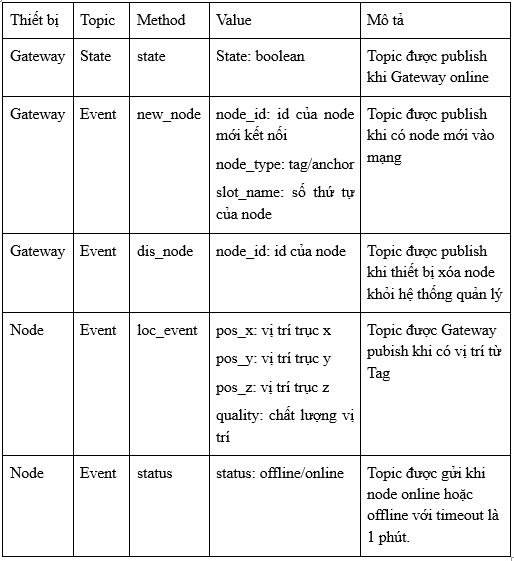 Thiết bị Topic Method Value Mô tả
Gateway State state State: boolean Topic được publish
khi Gateway online
Gateway Event new_node node_id: id của node Topic được publish
mới kết nối khi có node mới vào
node_type: tag/anchor mạng
slot_name: số thứ tự
của node
Gateway Event dis_node node_id: id của node Topic được publish
khi thiết bị xóa node
khỏi hệ thống quản lý
Node Event loc_event pos_x: vị trí trục x Topic được Gateway
pos_y: vị trí trục y pubish khi có vị trí từ
pos_z: vị trí trục z Tag
quality: chất lượng vị
trí
Node Event status status: offline/online Topic được gửi khi
node online hoặc
offline với timeout là
1 phút.